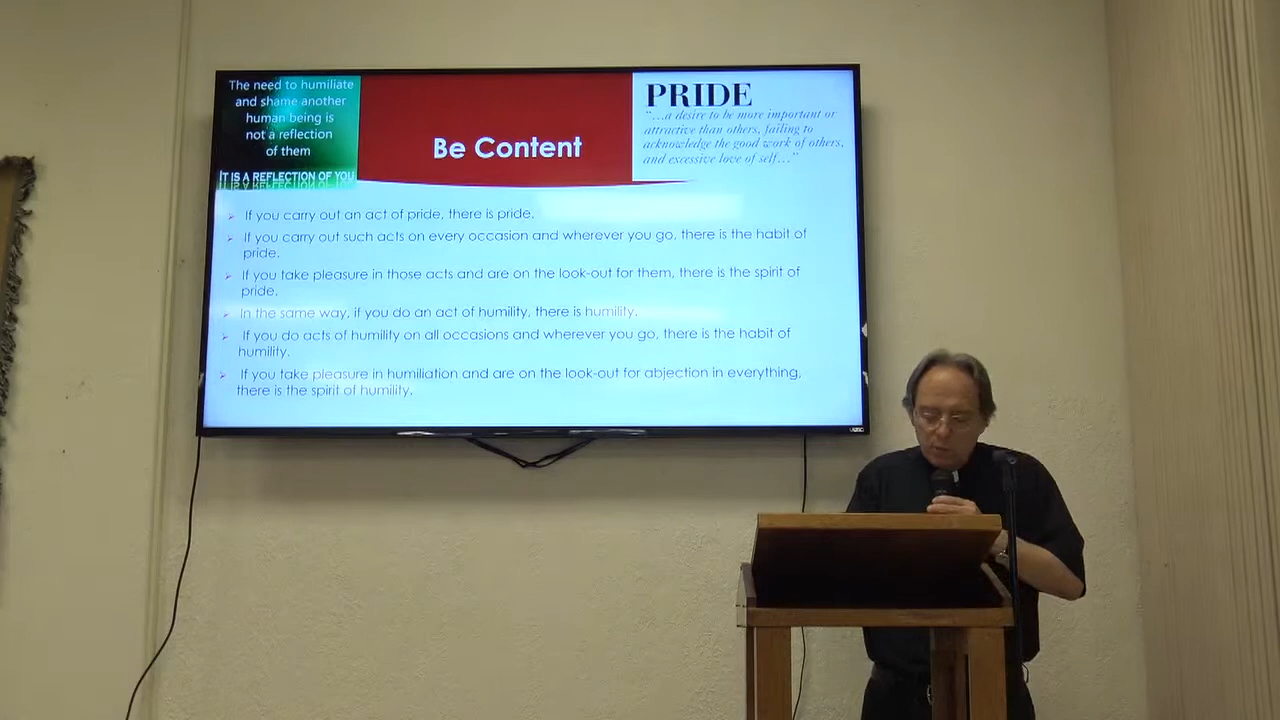 The need to humiliate
and shame another
human being is
not a reflection
of them
IT IS A REFLECTION OF YOU
Be Content
PRIDE
"...a desire to be more important or
attractive than others, failing to
acknowledge the good work of others,
and excessive love of self..."
If you carry out an act of pride, there is pride.
If you carry out such acts on every occasion and wherever you go, there is the habit of
pride.
If you take pleasure in those acts and are on the look-out for them, there is the spirit of
pride.
In the same way, if you do an act of humility, there is humility.
If you do acts of humility on all occasions and wherever you go, there is the habit of
humility.
If you take pleasure in humiliation and are on the look-out for abjection in everything,
there is the spirit of humility.
VIZIO